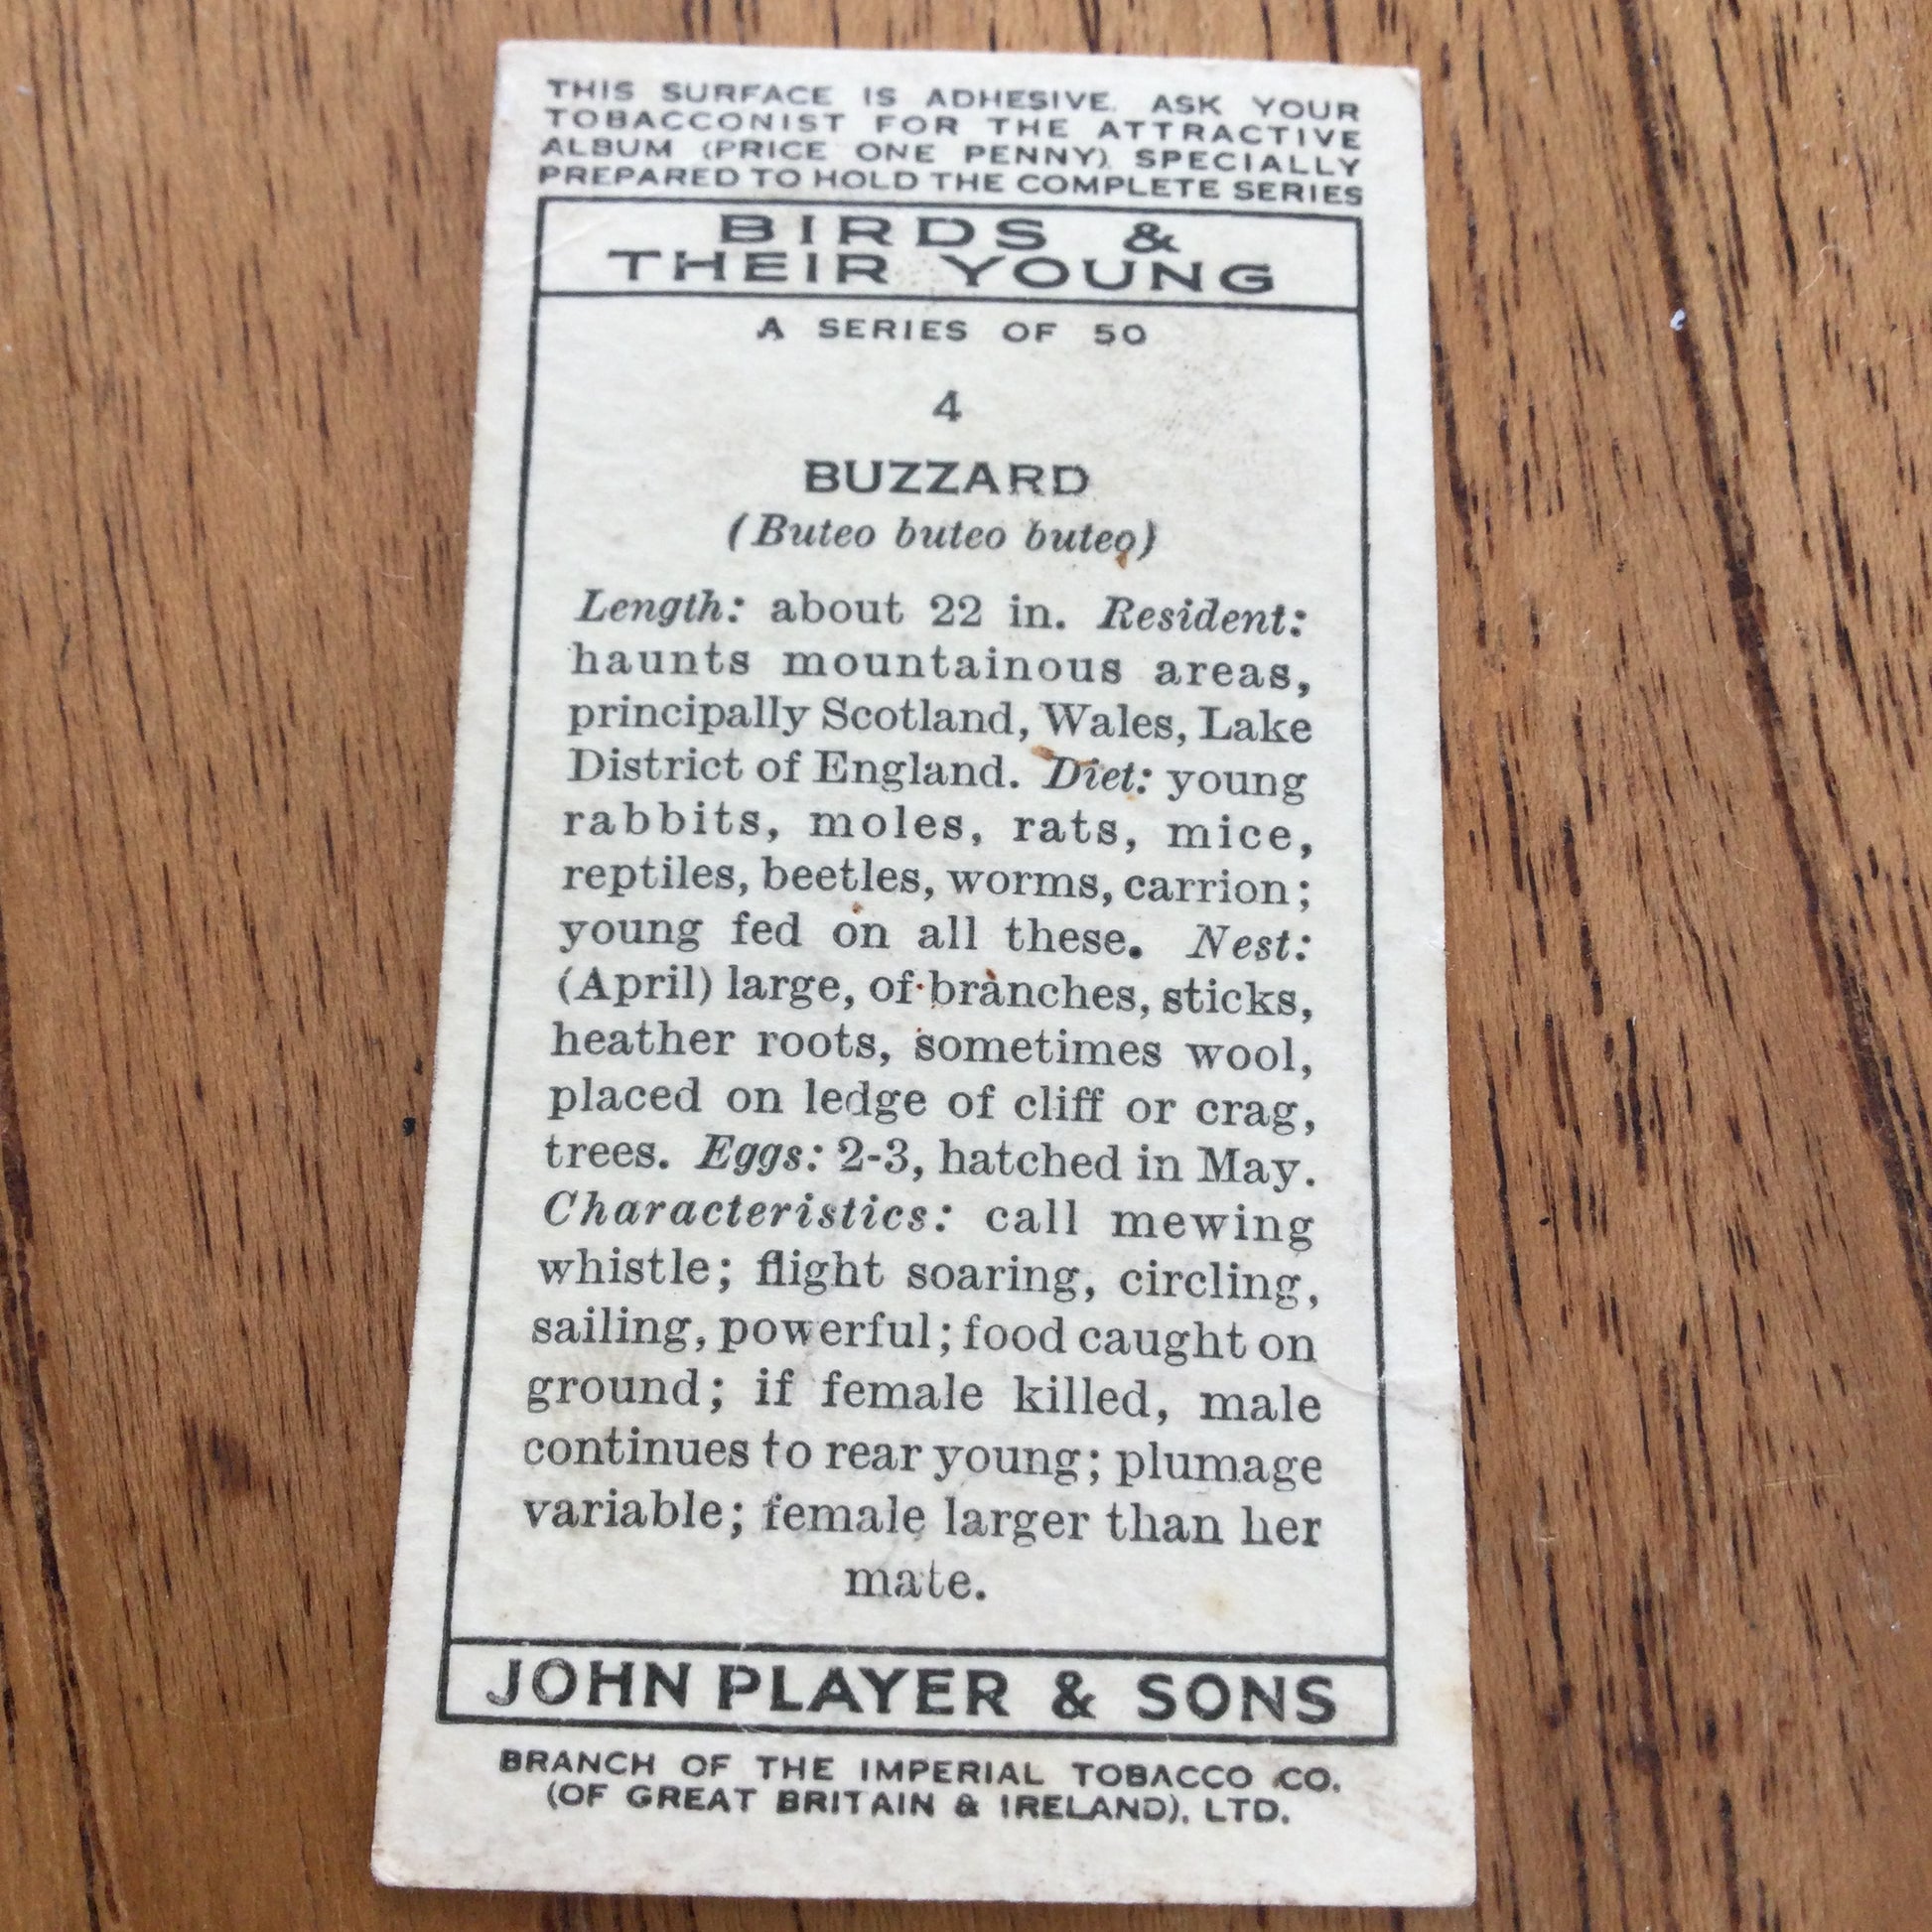 THIS SURFACE IS ADHESIVE. ASK YOUR
TOBACCONIST FOR THE ATTRACTIVE
ALBUM (PRICE ONE PENNY) SPECIALLY
PREPARED TO HOLD THE COMPLETE SERIES
BIRDS &
THEIR YOUNG
A SERIES OF 50
4
BUZZARD
(Buteo buteo buteo)
Length: about 22 in. Resident:
haunts mountainous areas,
principally Scotland, Wales, Lake
District of England. Diet: young
rabbits, moles, rats, mice,
reptiles, beetles, worms, carrion;
young fed on all these. Nest:
(April) large, of branches, sticks,
heather roots, sometimes wool,
placed on ledge of cliff or crag,
trees. Eggs: 2-3, hatched in May.
Characteristics: call mewing
whistle; flight soaring, circling,
sailing, powerful; food caught on
ground; if female killed, male
continues to rear young; plumage
variable; female larger than her
mate.
JOHN PLAYER & SONS
BRANCH OF THE IMPERIAL TOBACCO CO.
(OF GREAT BRITAIN & IRELAND), LTD.